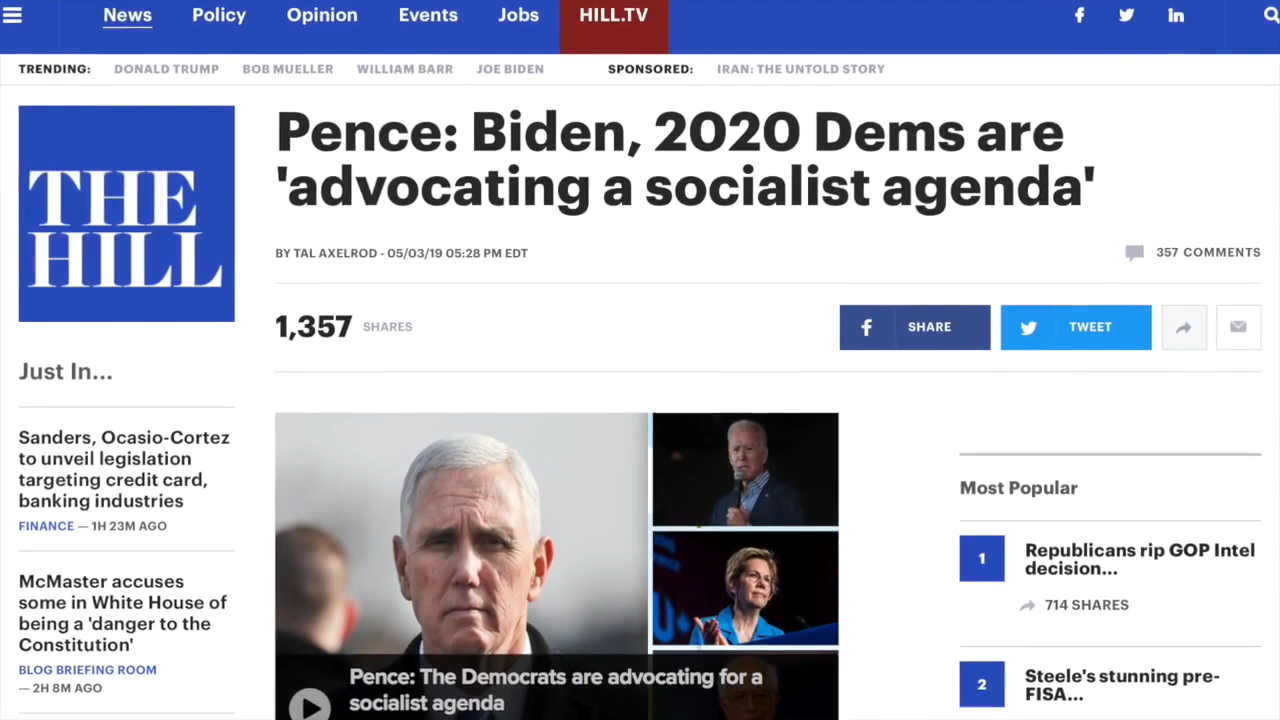 News Policy Opinion Events Jobs HILL.TV
TRENDING: DONALD TRUMP BOB MUELLER WILLIAM BARR JOE BIDEN SPONSORED: IRAN: THE UNTOLD STORY
THE
HILL
Pence: Biden, 2020 Dems are
'advocating a socialist agenda'
BY TAL AXELROD - 05/03/19 05:28 PM EDT
357 COMMENTS
1,357 SHARES
SHARE
TWEET
Just In...
Sanders, Ocasio-Cortez
to unveil legislation
targeting credit card,
banking industries
FINANCE — 1H 23M AGO
McMaster accuses
some in White House of
being a 'danger to the
Constitution'
BLOG BRIEFING ROOM
— 2H 8M AGO
Pence: The Democrats are advocating for a
socialist agenda
Most Popular
1
Republicans rip GOP Intel
decision...
714 SHARES
2
Steele's stunning pre-
FISA...